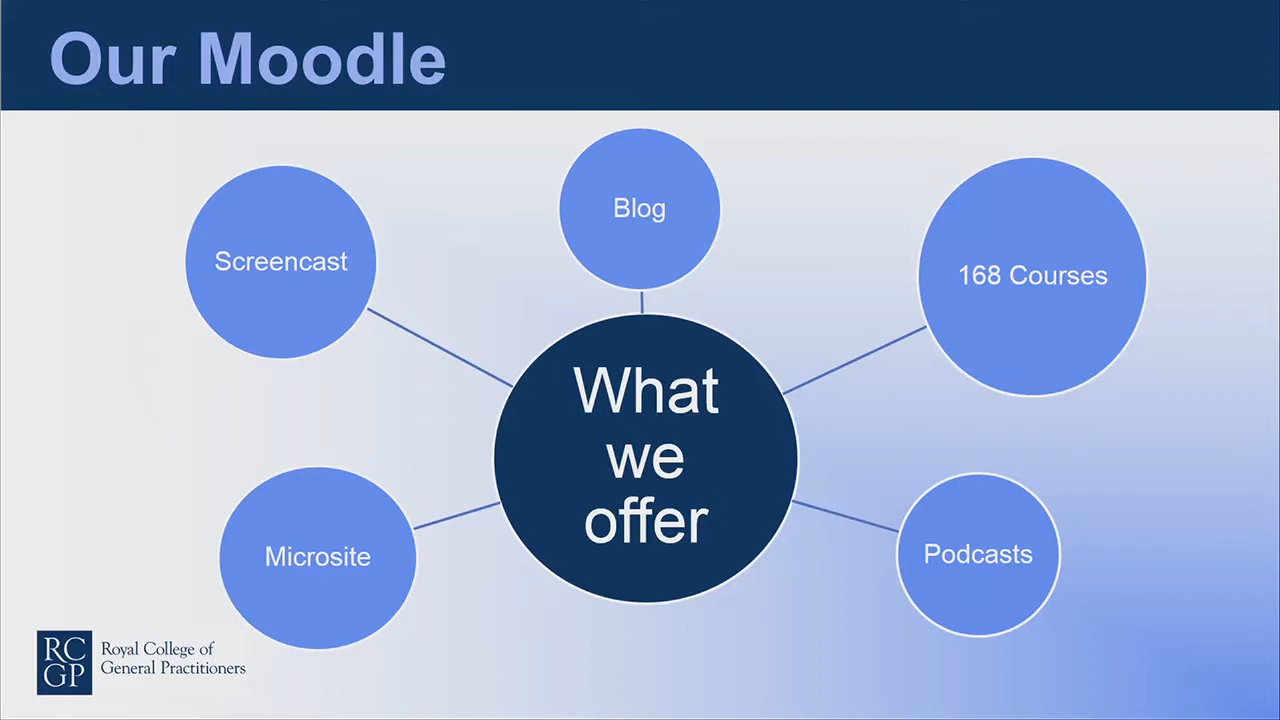 Our Moodle
Screencast
Blog
168 Courses
What
we
offer
Microsite
Podcasts
RC
GP
Royal College of
General Practitioners